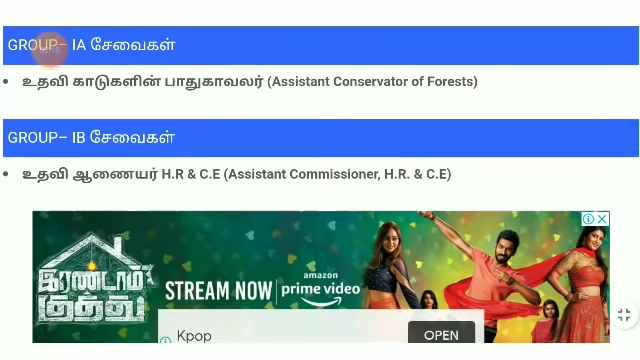 GROUP– IA சேவைகள்
உதவி காடுகளின் பாதுகாவலர் (Assistant Conservator of Forests)
GROUP– IB சேவைகள்
உதவி ஆணையர் H.R & C.E (Assistant Commissioner, H.R. & C.E)
இரண்டாம் குத்து
STREAM NOW
amazon
prime video
Kpop
OPEN